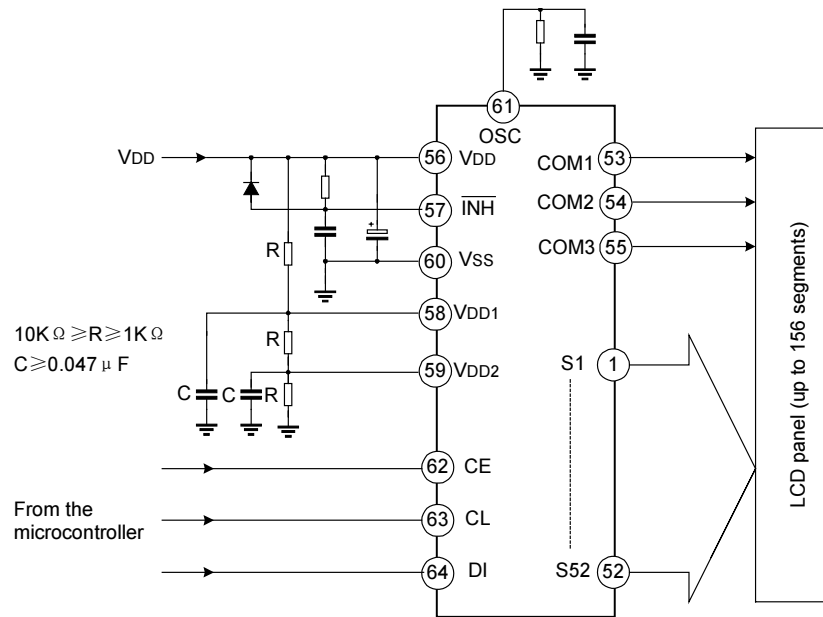 61
OSC
VDD
56
VDD
57
INH
+
60
VSS
R
58
VDD1
10KΩ≥R≥1KΩ
C≥0.047μF
R
59
VDD2
C
C
R
62
CE
From the
microcontroller
63
CL
64
DI
COM1
53
COM2
54
COM3
55
S1
1
S52
52
LCD panel (up to 156 segments)